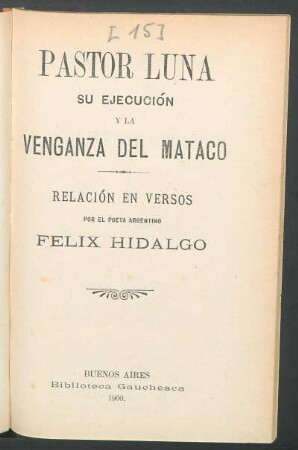 [15]
PASTOR LUNA
SU EJECUCIÓN
Y LA
VENGANZA DEL MATACO
RELACIÓN EN VERSOS
POR EL POETA ARGENTINO
FELIX HIDALGO
BUENOS AIRES
Biblioteca Gauchesca
1900.